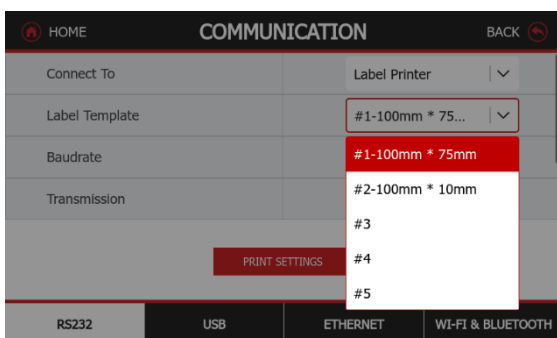 HOME COMMUNICATION BACK
Connect To Label Printer
Label Template #1-100mm * 75...
Baudrate #1-100mm * 75mm
#2-100mm * 10mm
Transmission
#3
PRINT SETTINGS #4
#5
RS232 USB ETHERNET WI-FI & BLUETOOTH